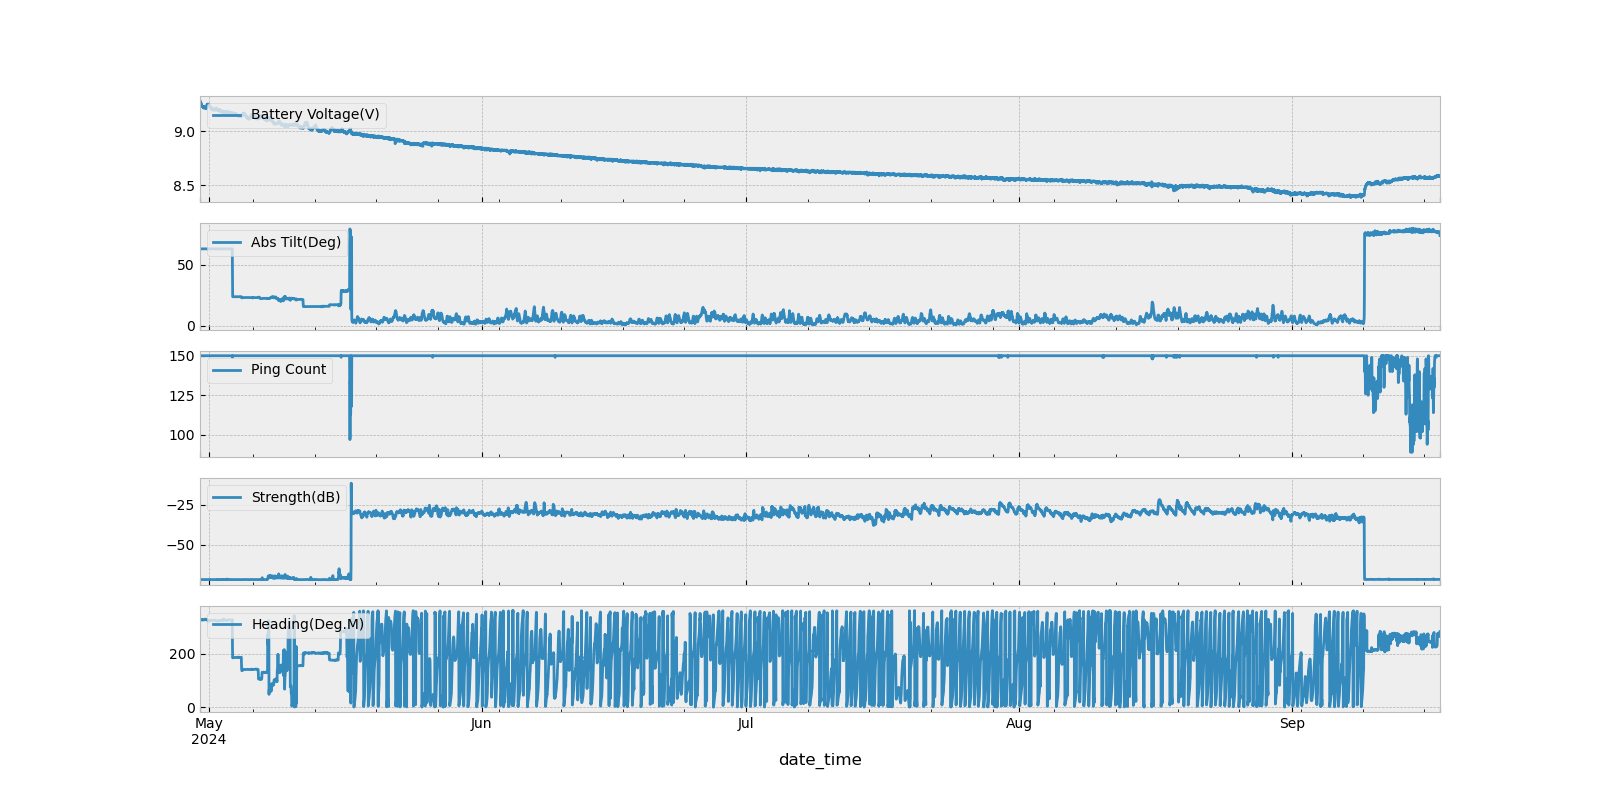 Battery Voltage(V)
9.0
8.5
Abs Tilt(Deg)
50
0
150
Ping Count
125
100
Strength(dB)
−25
−50
Heading(Deg.M)
200
0
May Jun Jul Aug Sep
2024
date_time